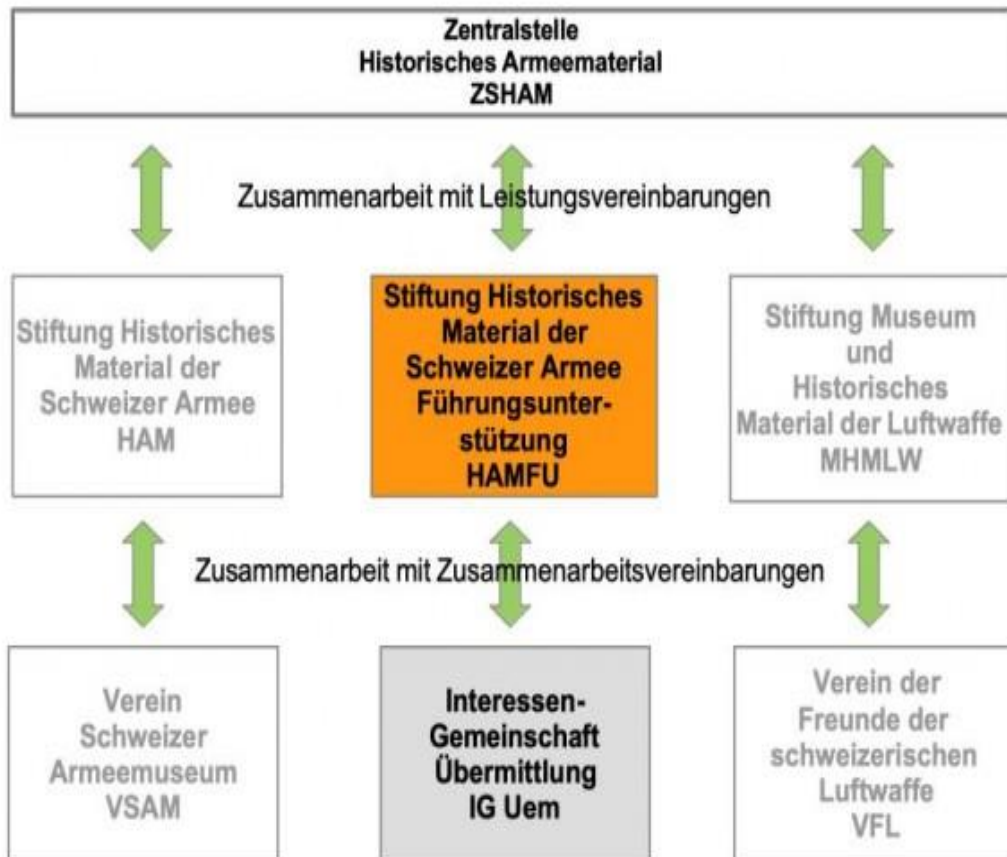 Zentralstelle
Historisches Armeematerial
ZSHAM
Zusammenarbeit mit Leistungsvereinbarungen
Stiftung Historisches
Material der
Schweizer Armee
HAM
Stiftung Historisches
Material der
Schweizer Armee
Führungsunter-
stützung
HAMFU
Stiftung Museum
und
Historisches
Material der Luftwaffe
MHMLW
Zusammenarbeit mit Zusammenarbeitsvereinbarungen
Verein
Schweizer
Armeemuseum
VSAM
Interessen-
Gemeinschaft
Übermittlung
IG Uem
Verein der
Freunde der
schweizerischen
Luftwaffe
VFL